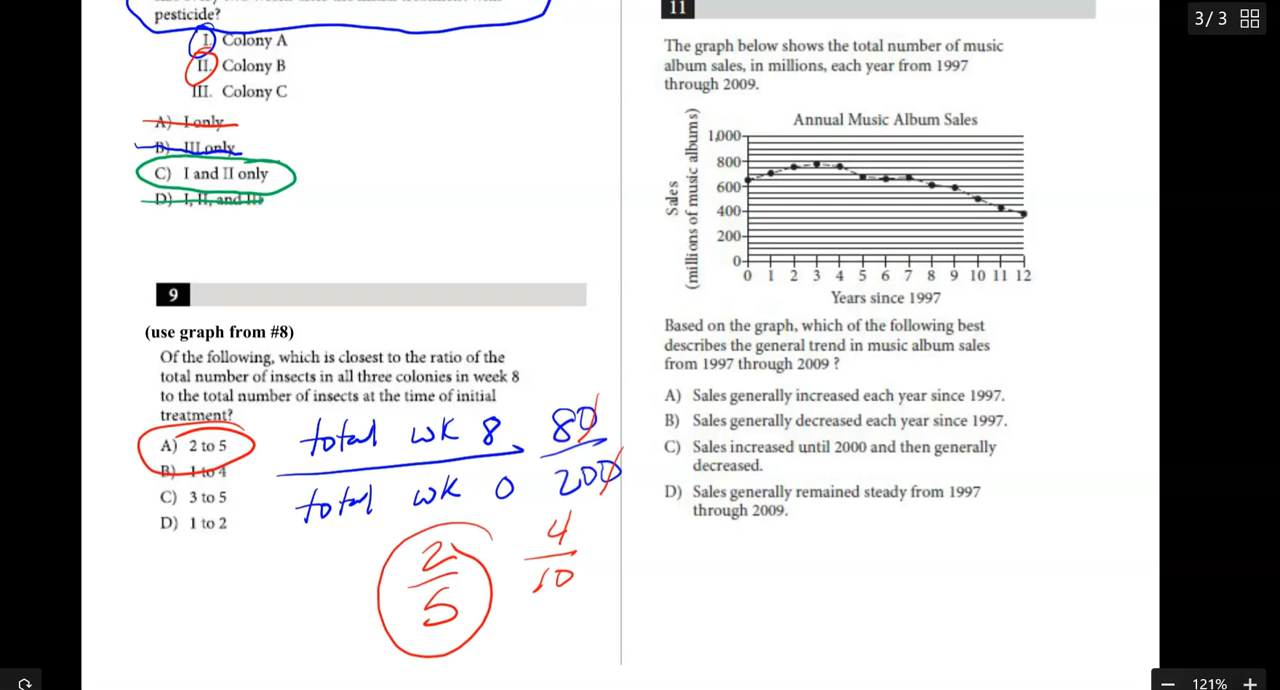 pesticide?
I. Colony A
II. Colony B
III. Colony C
A) I only
B) III only
C) I and II only
D) I, II, and III
9
(use graph from #8)
Of the following, which is closest to the ratio of the
total number of insects in all three colonies in week 8
to the total number of insects at the time of initial
treatment?
A) 2 to 5
B) 1 to 4
C) 3 to 5
D) 1 to 2
total wk 8
total wk 0
80
200
4
10
2
5
11
The graph below shows the total number of music
album sales, in millions, each year from 1997
through 2009.
Annual Music Album Sales
Sales
(millions of music albums)
1,000
800
600
400
200
0
0 1 2 3 4 5 6 7 8 9 10 11 12
Years since 1997
Based on the graph, which of the following best
describes the general trend in music album sales
from 1997 through 2009 ?
A) Sales generally increased each year since 1997.
B) Sales generally decreased each year since 1997.
C) Sales increased until 2000 and then generally
decreased.
D) Sales generally remained steady from 1997
through 2009.
3/3
121%